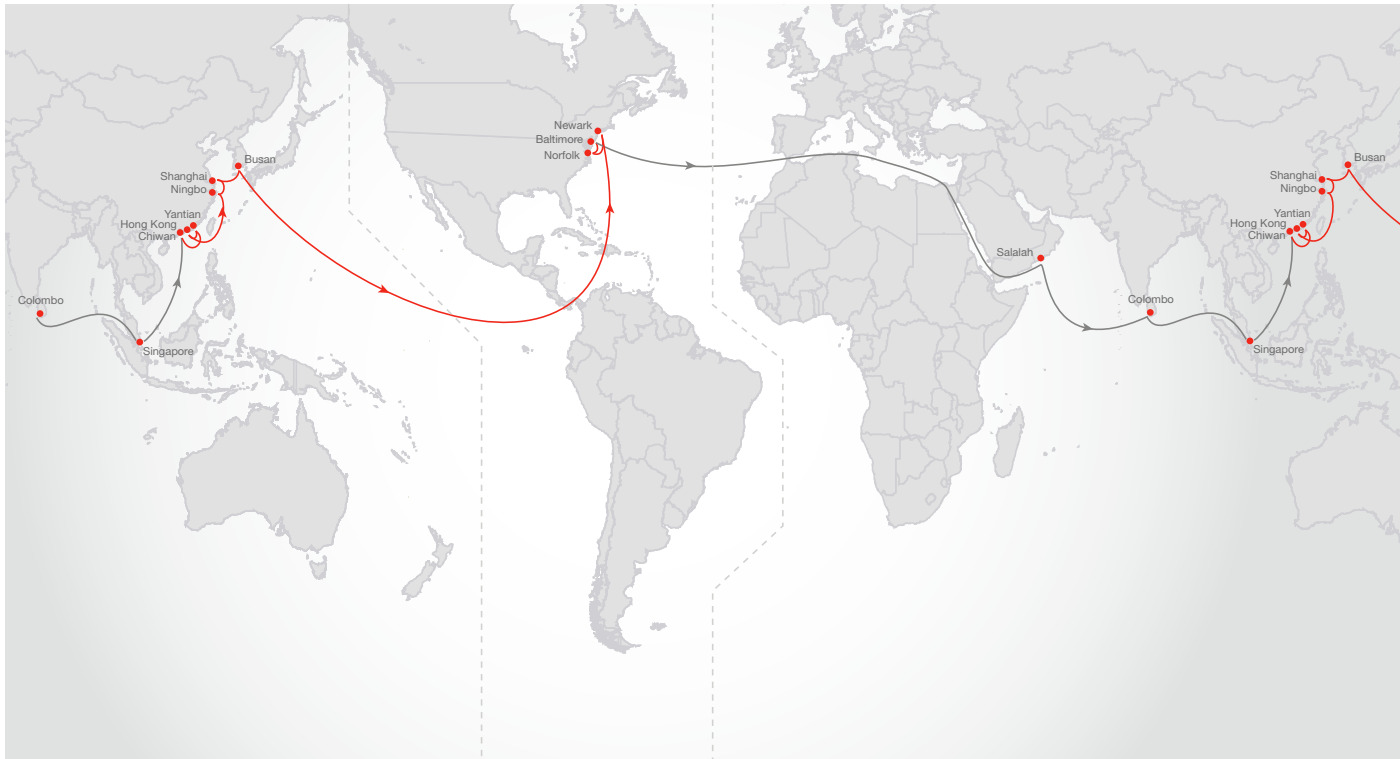 Newark
Baltimore
Norfolk
Busan
Shanghai
Ningbo
Yantian
Hong Kong
Chiwan
Colombo
Singapore
Salalah
Colombo
Singapore
Busan
Shanghai
Ningbo
Yantian
Hong Kong
Chiwan